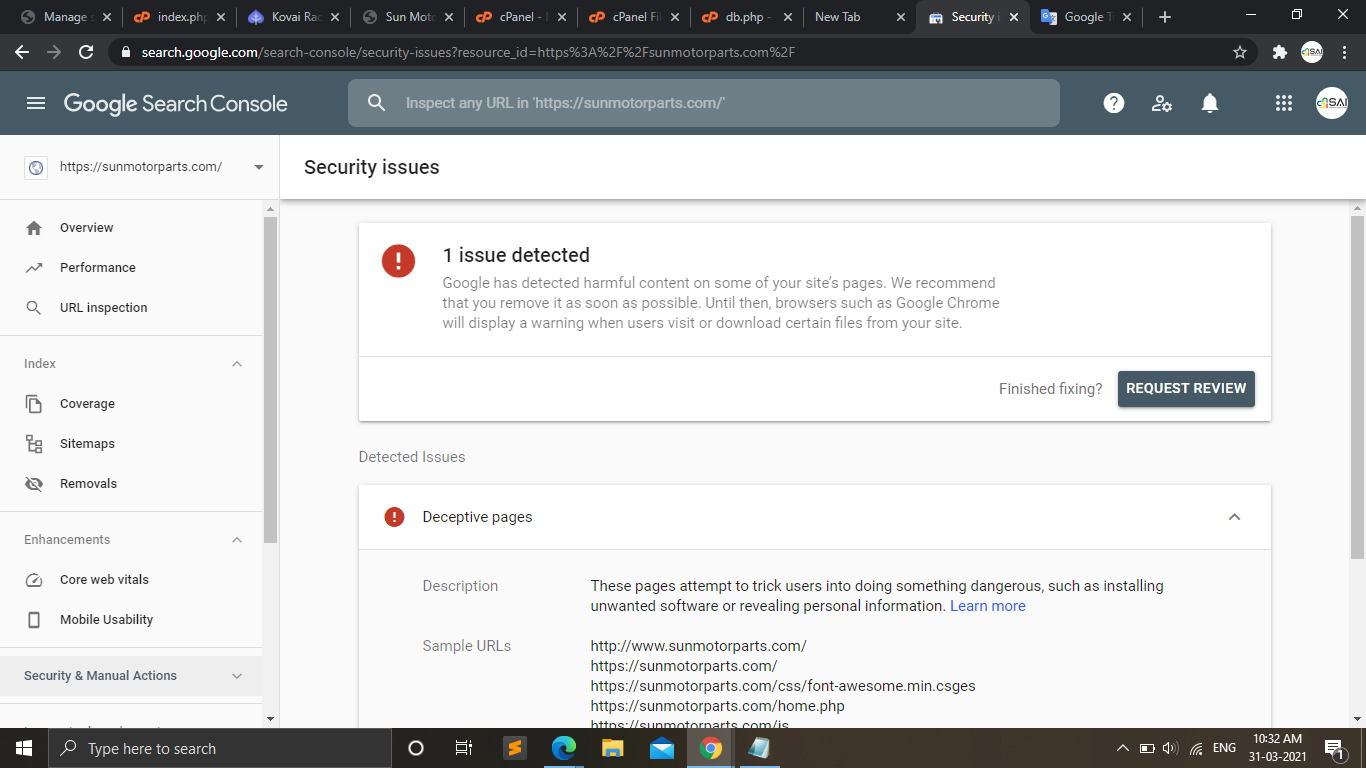 Manage s
index.php
Kovai Rad
Sun Moto
cPanel - F
cPanel Fil
db.php -
New Tab
Security i
Google Tr
search.google.com/search-console/security-issues?resource_id=https%3A%2F%2Fsunmotorparts.com%2F
Google Search Console
Inspect any URL in 'https://sunmotorparts.com/'
https://sunmotorparts.com/
Security issues
Overview
Performance
URL inspection
Index
Coverage
Sitemaps
Removals
Enhancements
Core web vitals
Mobile Usability
Security & Manual Actions
1 issue detected
Google has detected harmful content on some of your site's pages. We recommend
that you remove it as soon as possible. Until then, browsers such as Google Chrome
will display a warning when users visit or download certain files from your site.
Finished fixing?
REQUEST REVIEW
Detected Issues
Deceptive pages
Description
These pages attempt to trick users into doing something dangerous, such as installing
unwanted software or revealing personal information. Learn more
Sample URLs
http://www.sunmotorparts.com/
https://sunmotorparts.com/
https://sunmotorparts.com/css/font-awesome.min.csges
https://sunmotorparts.com/home.php
https://sunmotorparts.com/js
Type here to search
ENG
10:32 AM
31-03-2021
1